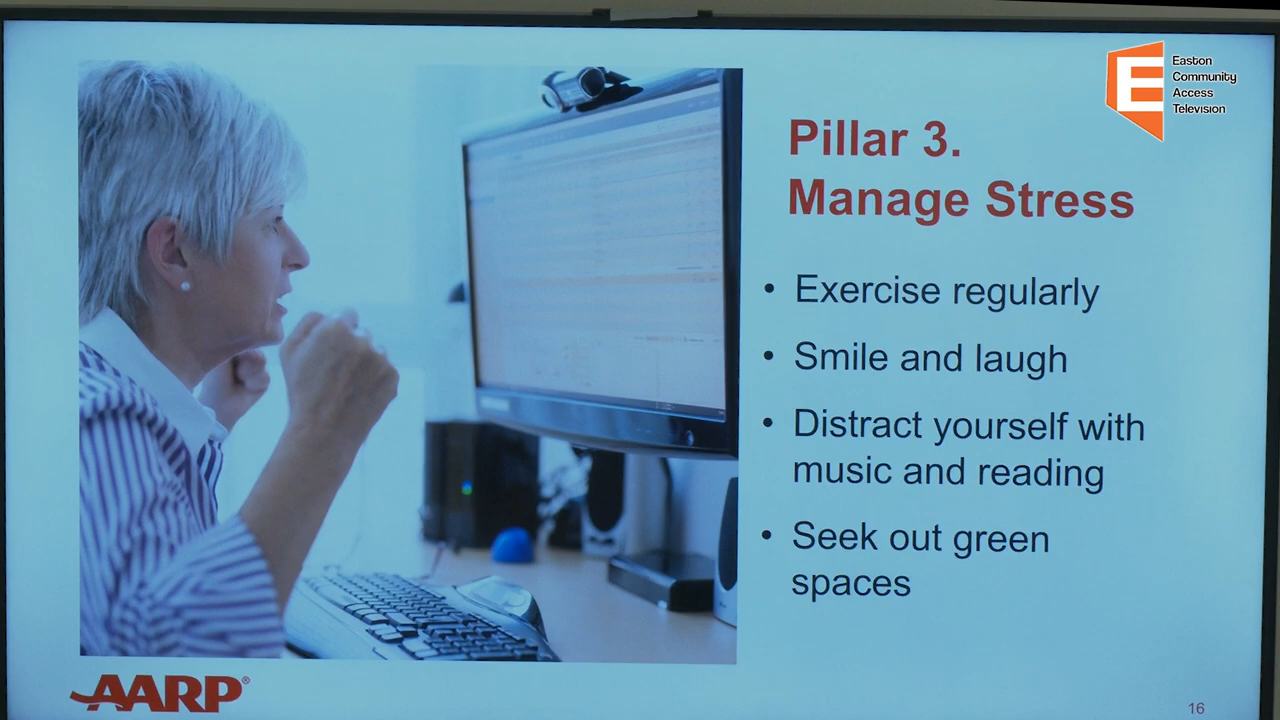 Easton
Community
Access
Television
Pillar 3.
Manage Stress
• Exercise regularly
• Smile and laugh
• Distract yourself with
music and reading
• Seek out green
spaces
AARP®
16